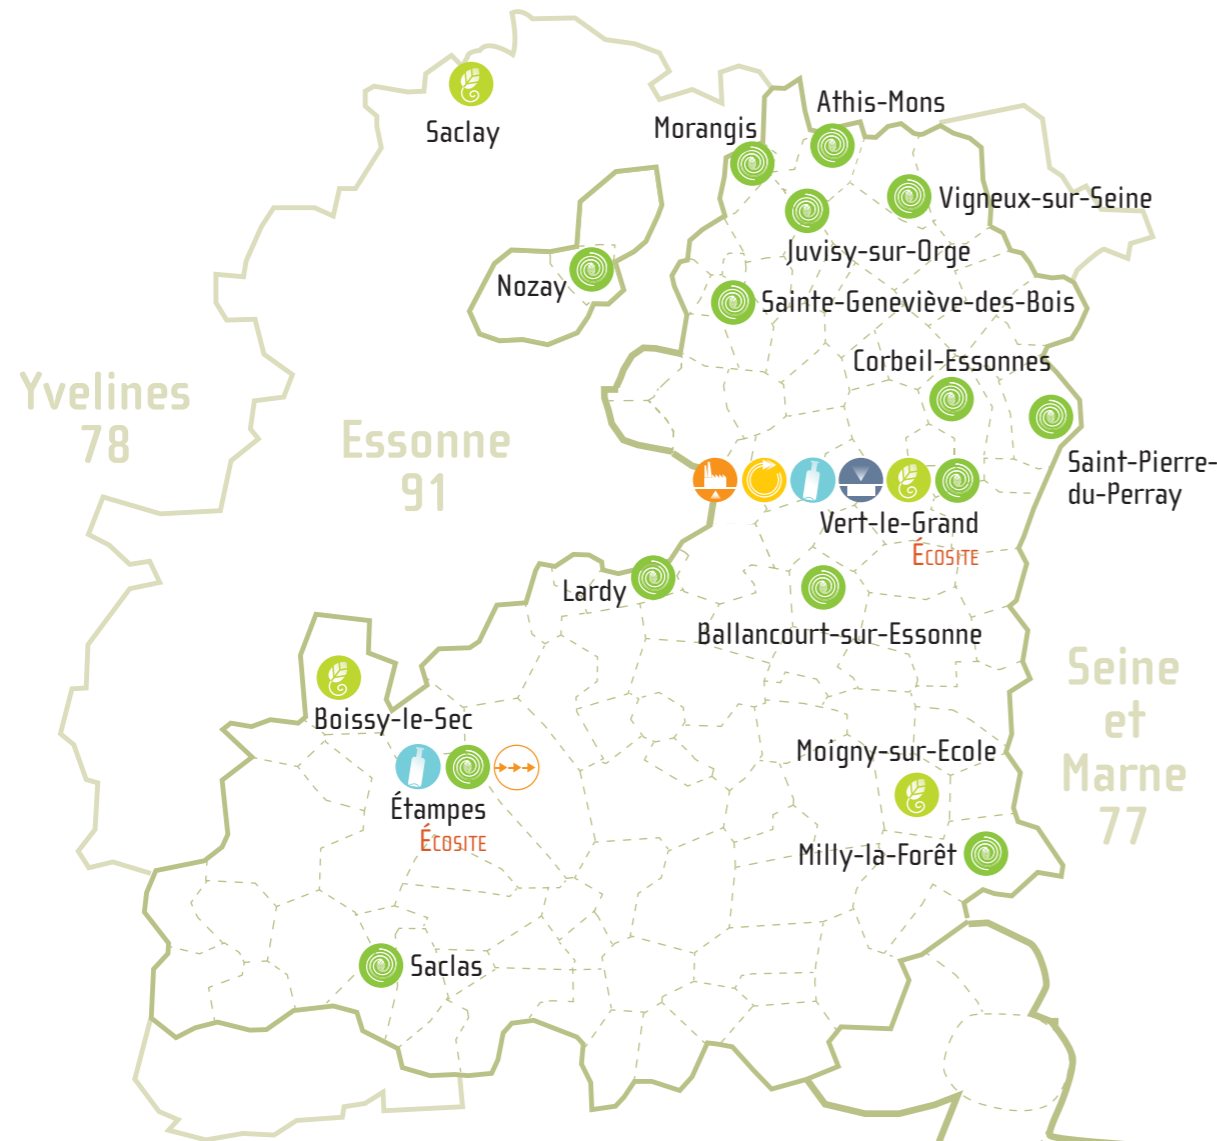 Athis-Mons
Morangis
Saclay
Vigneux-sur-Seine
Juvisy-sur-Orge
Nozay
Sainte-Geneviève-des-Bois
Corbeil-Essonnes
Yvelines
78
Essonne
91
Saint-Pierre-
du-Perray
Vert-le-Grand
ÉCOSITE
Lardy
Ballancourt-sur-Essonne
Seine
et
Marne
77
Boissy-le-Sec
Moigny-sur-Ecole
Étampes
ÉCOSITE
Milly-la-Forêt
Saclas